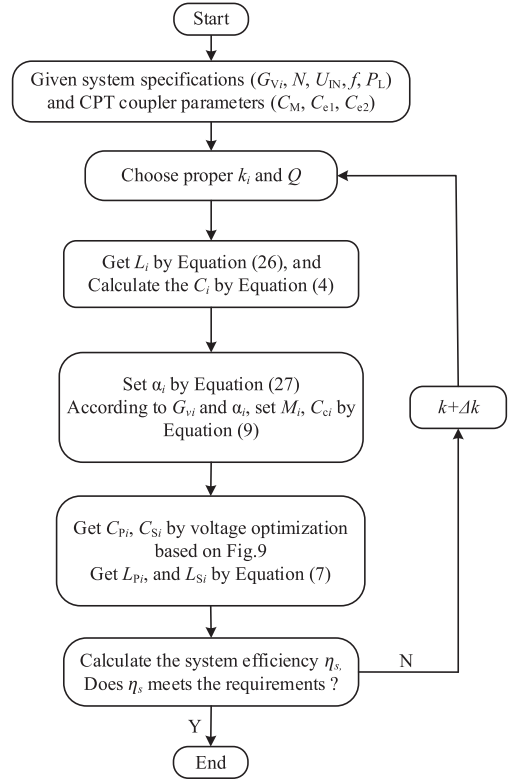 Start
Given system specifications (GVi, N, UIN, f, PL)
and CPT coupler parameters (CM, Ce1, Ce2)
Choose proper ki and Q
Get Li by Equation (26), and
Calculate the Ci by Equation (4)
Set αi by Equation (27)
According to Gvi and αi, set Mi, Cci by
Equation (9)
k+Δk
Get CPi, CSi by voltage optimization
based on Fig.9
Get LPi, and LSi by Equation (7)
Calculate the system efficiency ηs,
Does ηs meets the requirements ?
N
Y
End